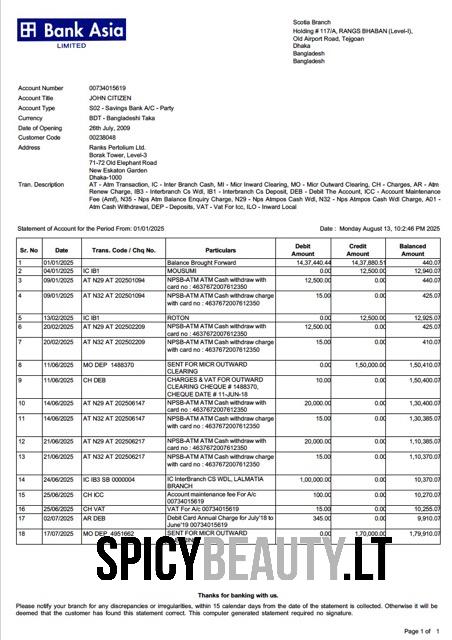 Bank Asia
LIMITED
Scotia Branch
Holding # 117/A, RANGS BHABAN (Level-I),
Old Airport Road, Tejgoan
Dhaka
Bangladesh
Bangladesh
Account Number 00734015619
Account Title JOHN CITIZEN
Account Type S02 - Savings Bank A/C - Party
Currency BDT - Bangladeshi Taka
Date of Opening 26th July, 2009
Customer Code 00238048
Address Ranks Pertolium Ltd.
Borak Tower, Level-3
71-72 Old Elephant Road
New Eskaton Garden
Dhaka-1000
Tran. Description AT - Atm Transaction, IC - Inter Branch Cash, MI - Micr Inward Clearing, MO - Micr Outward Clearing, CH - Charges, AR - Atm
Renew Charge, IB3 - Interbranch Cs Wdl, IB1 - Interbranch Cs Deposit, DEB - Debit The Account, ICC - Account Maintenance
Fee (Amf), N35 - Nps Atm Balance Enquiry Charge, N29 - Nps Atmpos Cash Wdl, N32 - Nps Atmpos Cash Wdl Charge, A01 -
Atm Cash Withdrawal, DEP - Deposits, VAT - Vat For Icc, ILO - Inward Local
Statement of Account for the Period From: 01/01/2025 Date : Monday August 13, 10:2:46 PM 2025
Sr. No Date Trans. Code / Chq No. Particulars Debit Amount Credit Amount Balanced Amount
1 01/01/2025 Balance Brought Forward 14,37,440.44 14,37,880.51 440.07
2 04/01/2025 IC IB1 MOUSUMI 0.00 12,500.00 12,940.07
3 09/01/2025 AT N29 AT 202501094 NPSB-ATM ATM Cash withdraw with 12,500.00 0.00 440.07
card no : 4637672007612350
4 09/01/2025 AT N32 AT 202501094 NPSB-ATM ATM Cash withdraw charge 15.00 0.00 425.07
with card no : 4637672007612350
5 13/02/2025 IC IB1 ROTON 0.00 12,500.00 12,925.07
6 20/02/2025 AT N29 AT 202502209 NPSB-ATM ATM Cash withdraw with 12,500.00 0.00 425.07
card no : 4637672007612350
7 20/02/2025 AT N32 AT 202502209 NPSB-ATM ATM Cash withdraw charge 15.00 0.00 410.07
with card no : 4637672007612350
8 11/06/2025 MO DEP 1488370 SENT FOR MICR OUTWARD 0.00 1,50,000.00 1,50,410.07
CLEARING
9 11/06/2025 CH DEB CHARGES & VAT FOR OUTWARD 10.00 0.00 1,50,400.07
CLEARING CHEQUE # 1488370,
CHEQUE DATE # 11-JUN-18
10 14/06/2025 AT N29 AT 202506147 NPSB-ATM ATM Cash withdraw with 20,000.00 0.00 1,30,400.07
card no : 4637672007612350
11 14/06/2025 AT N32 AT 202506147 NPSB-ATM ATM Cash withdraw charge 15.00 0.00 1,30,385.07
with card no : 4637672007612350
12 21/06/2025 AT N29 AT 202506217 NPSB-ATM ATM Cash withdraw with 20,000.00 0.00 1,10,385.07
card no : 4637672007612350
13 21/06/2025 AT N32 AT 202506217 NPSB-ATM ATM Cash withdraw charge 15.00 0.00 1,10,370.07
with card no : 4637672007612350
14 24/06/2025 IC IB3 SB 0000004 IC InterBranch CS WDL, LALMATIA 1,00,000.00 0.00 10,370.07
BRANCH
15 25/06/2025 CH ICC Account maintenance fee For A/c 100.00 0.00 10,270.07
00734015619
16 25/06/2025 CH VAT VAT For A/c 00734015619 15.00 0.00 10,255.07
17 02/07/2025 AR DEB Debit Card Annual Charge for July'18 to 345.00 0.00 9,910.07
June'19 00734015619
18 17/07/2025 MO DEP 4951662 SENT FOR MICR OUTWARD 0.00 1,70,000.00 1,79,910.07
SPICYBEAUTY.LT
Thanks for banking with us.
Please notify your branch for any discrepancies or irregularities, within 15 calendar days from the date of the statement is collected. Otherwise it will be
deemed that the customer has found this statement correct. This computer generated statement required no signature.
Page 1 of 1